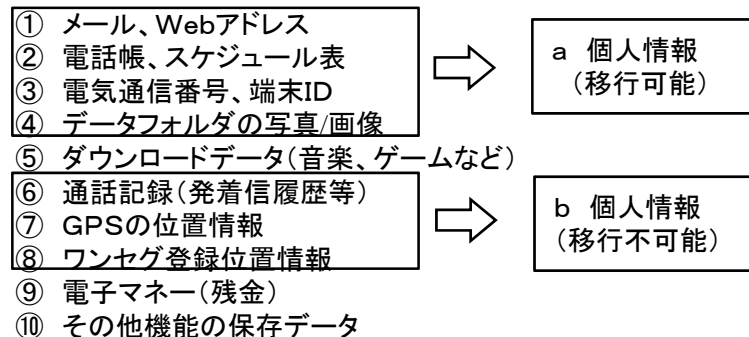 ① メール、Webアドレス
② 電話帳、スケジュール表
③ 電気通信番号、端末ID
④ データフォルダの写真/画像
⑤ ダウンロードデータ(音楽、ゲームなど)
⑥ 通話記録(発着信履歴等)
⑦ GPSの位置情報
⑧ ワンセグ登録位置情報
⑨ 電子マネー(残金)
⑩ その他機能の保存データ
a 個人情報
(移行可能)
b 個人情報
(移行不可能)